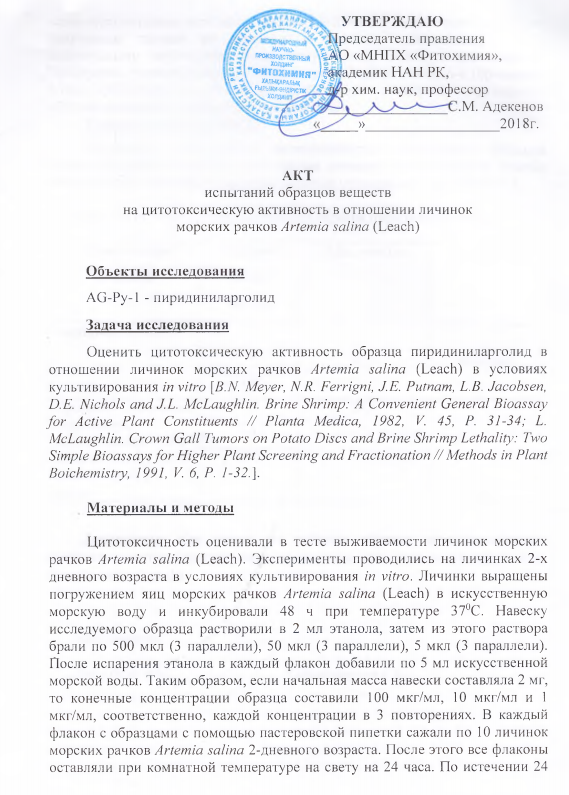 УТВЕРЖДАЮ
Председатель правления
АО «МНПХ «Фитохимия»,
академик НАН РК,
д-р хим. наук, профессор
С.М. Адекенов
«_____»___________________2018г.
МЕЖДУНАРОДНЫЙ
НАУЧНО-
ПРОИЗВОДСТВЕННЫЙ
ХОЛДИНГ
"ФИТОХИМИЯ"
АКТ
испытаний образцов веществ
на цитотоксическую активность в отношении личинок
морских рачков Artemia salina (Leach)
Объекты исследования
AG-Py-1 - пиридиниларголид
Задача исследования
Оценить цитотоксическую активность образца пиридиниларголид в
отношении личинок морских рачков Artemia salina (Leach) в условиях
культивирования in vitro [B.N. Meyer, N.R. Ferrigni, J.E. Putnam, L.B. Jacobsen,
D.E. Nichols and J.L. McLaughlin. Brine Shrimp: A Convenient General Bioassay
for Active Plant Constituents // Planta Medica, 1982, V. 45, P. 31-34; L.
McLaughlin. Crown Gall Tumors on Potato Discs and Brine Shrimp Lethality: Two
Simple Bioassays for Higher Plant Screening and Fractionation // Methods in Plant
Boichemistry, 1991, V. 6, P. 1-32.].
Материалы и методы
Цитотоксичность оценивали в тесте выживаемости личинок морских
рачков Artemia salina (Leach). Эксперименты проводились на личинках 2-х
дневного возраста в условиях культивирования in vitro. Личинки выращены
погружением яиц морских рачков Artemia salina (Leach) в искусственную
морскую воду и инкубировали 48 ч при температуре 37⁰С. Навеску
исследуемого образца растворили в 2 мл этанола, затем из этого раствора
брали по 500 мкл (3 параллели), 50 мкл (3 параллели), 5 мкл (3 параллели).
После испарения этанола в каждый флакон добавили по 5 мл искусственной
морской воды. Таким образом, если начальная масса навески составляла 2 мг,
то конечные концентрации образца составили 100 мкг/мл, 10 мкг/мл и 1
мкг/мл, соответственно, каждой концентрации в 3 повторениях. В каждый
флакон с образцами с помощью пастеровской пипетки сажали по 10 личинок
морских рачков Artemia salina 2-дневного возраста. После этого все флаконы
оставляли при комнатной температуре на свету на 24 часа. По истечении 24